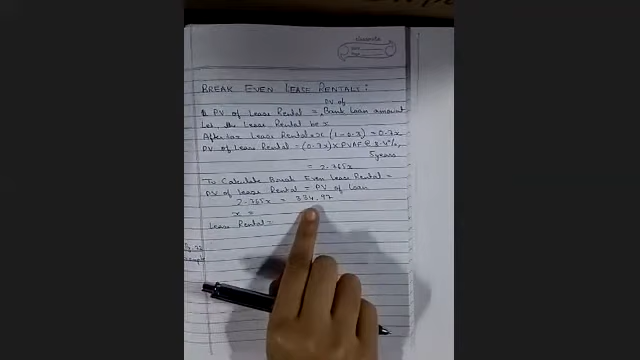 classmate
BREAK EVEN LEASE RENTALS:
PV of Lease Rental = PV of Bank Loan amount
Let, the Lease Rental be x
After tax Lease Rental = x (1-0.3) = 0.7x
PV of Lease Rental = (0.7x) x PVAF @ 8.4%,
5 years
= 2.765x
To Calculate Break Even Lease Rental =
PV of Lease Rental = PV of Loan
2.765x = 334.97
x =
Lease Rental =